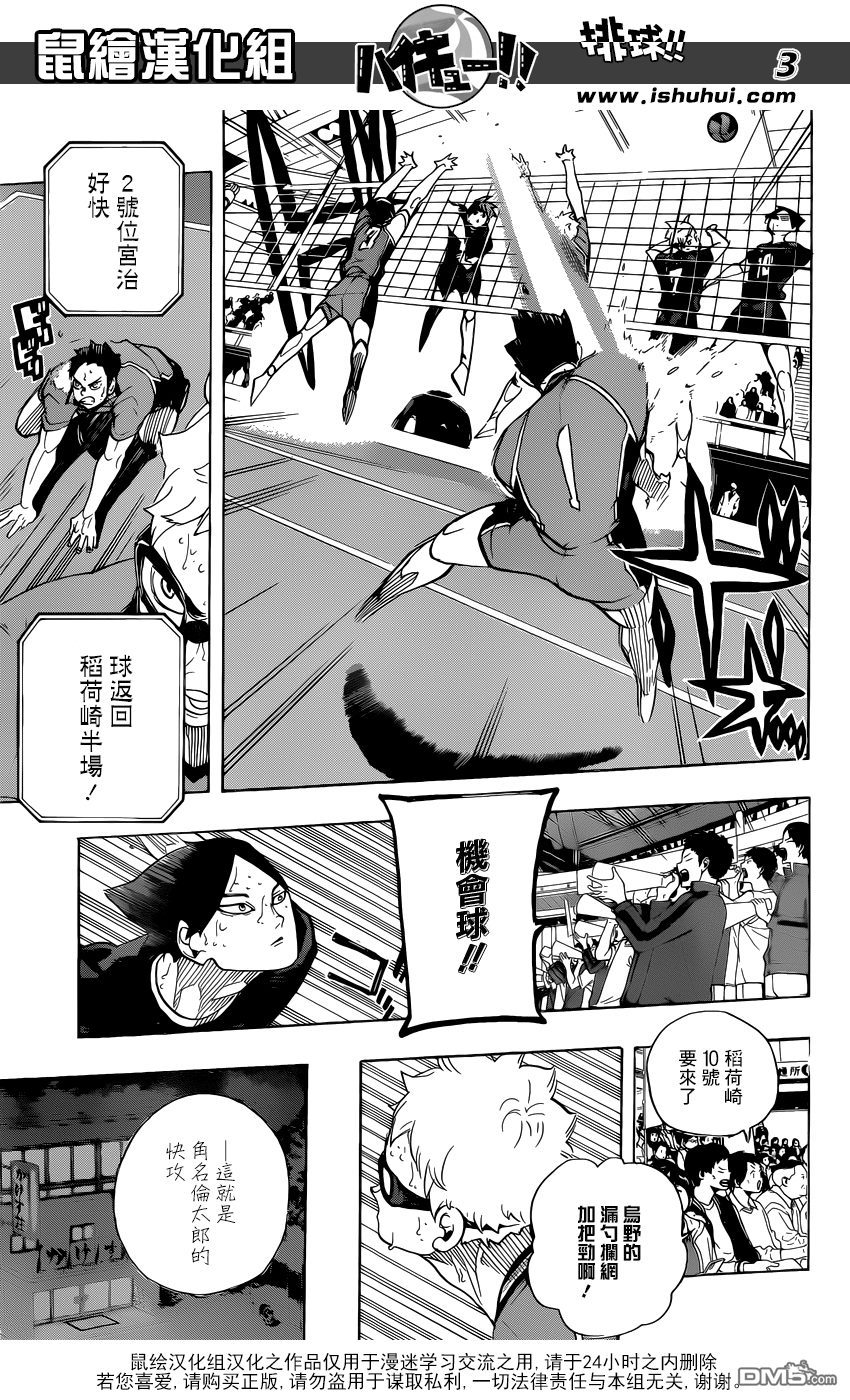 鼠繪漢化組
ハイキュー!!
排球!!
3
www.ishuhui.com
2號位宮治
好快
球返回
稻荷崎半場!
機會球!!
稻荷崎
10號
要來了
烏野的
漏勺攔網
加把勁啊!
—這就是
角名倫太郎的
快攻
鼠绘汉化组汉化之作品仅用于漫迷学习交流之用, 请于24小时之内删除
若您喜爱, 请购买正版, 请勿盗用于谋取私利, 一切法律责任与本组无关, 谢谢.
DM5.com